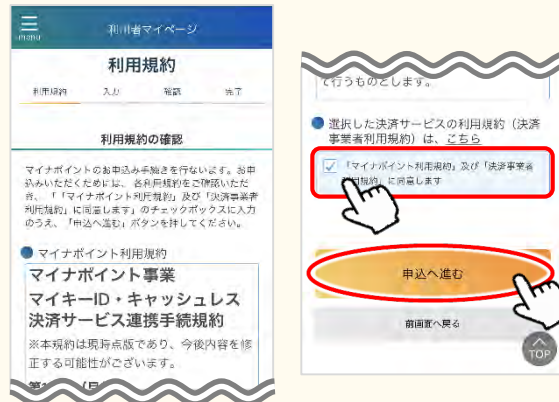 menu
利用者マイページ
利用規約
利用規約 入力 確認 完了
利用規約の確認
マイナポイントのお申込み手続きを行ないます。お申
込みいただくためには、各利用規約をご確認いただ
き、「「マイナポイント利用規約」及び「決済事業者
利用規約」に同意します」のチェックボックスに入力
のうえ、「申込へ進む」ボタンを押してください。
マイナポイント利用規約
マイナポイント事業
マイキーID・キャッシュレス
決済サービス連携手続規約
※本規約は現時点版であり、今後内容を修
正する可能性がございます。
て行うものとします。
選択した決済サービスの利用規約（決済
事業者利用規約）は、こちら
「マイナポイント利用規約」及び「決済事業者
利用規約」に同意します
申込へ進む
前画面へ戻る
TOP